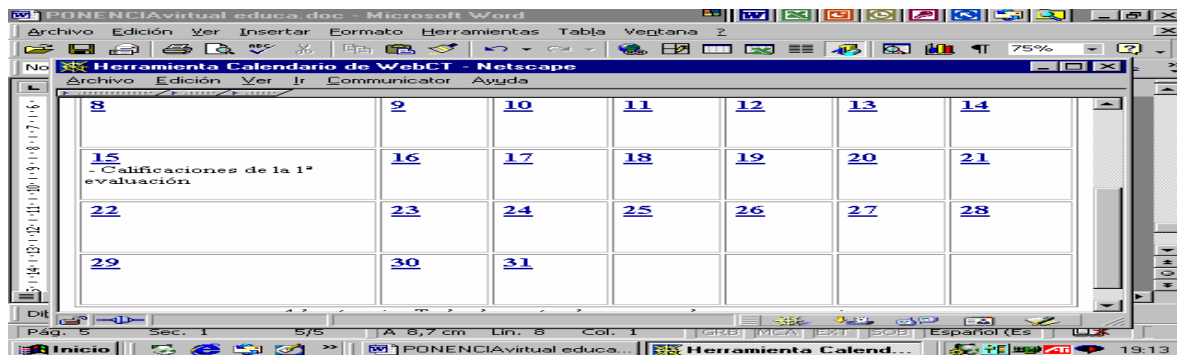 PONENCIAvirtual educa.doc - Microsoft Word
Archivo Edición Ver Insertar Formato Herramientas Tabla Ventana ?
75%
No
Herramienta Calendario de WebCT - Netscape
Archivo Edición Ver Ir Communicator Ayuda
8 9 10 11 12 13 14
15 16 17 18 19 20 21
- Calificaciones de la 1ª
evaluación
22 23 24 25 26 27 28
29 30 31
Dib
Pág. 5 Sec. 1 5/5 A 8,7 cm Lín. 8 Col. 1 GRB MCA EXT SOB Español (Es
Inicio PONENCIAvirtual educa... Herramienta Calend... 19:13